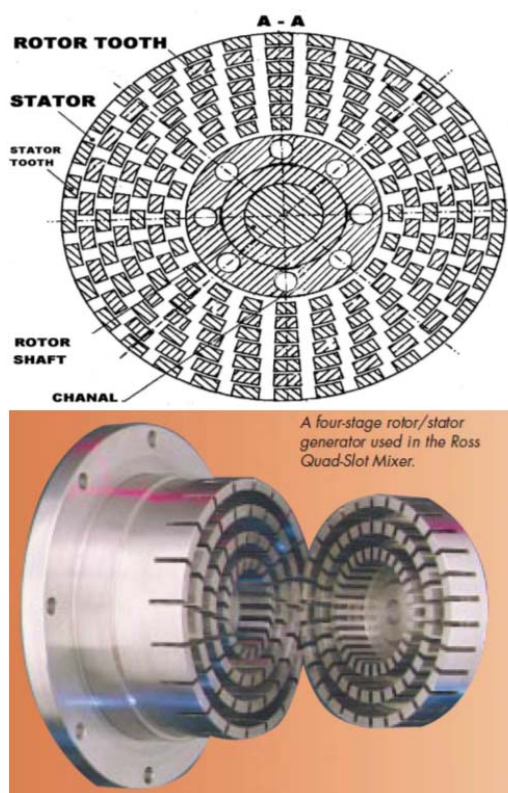 A - A
ROTOR TOOTH
STATOR
STATOR
TOOTH
ROTOR
SHAFT
CHANAL
A four-stage rotor/stator
generator used in the Ross
Quad-Slot Mixer.